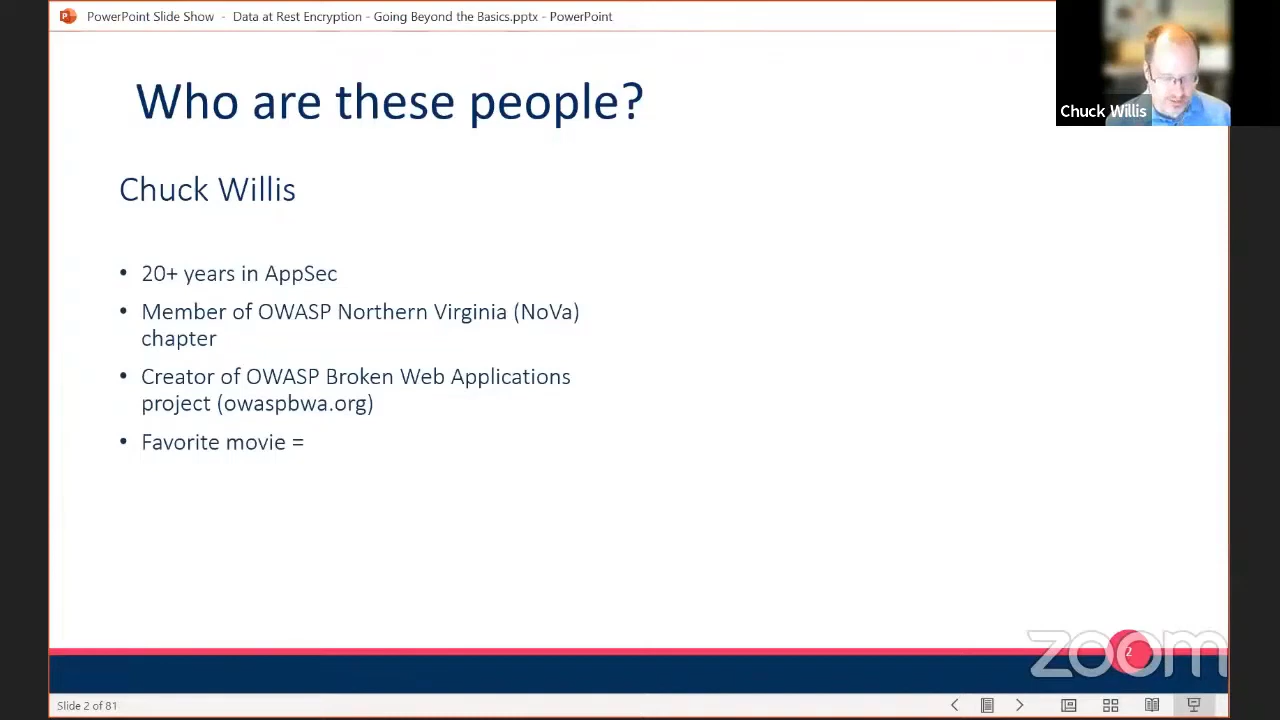 PowerPoint Slide Show - Data at Rest Encryption - Going Beyond the Basics.pptx - PowerPoint
Chuck Willis
Who are these people?
Chuck Willis
• 20+ years in AppSec
• Member of OWASP Northern Virginia (NoVa)
chapter
• Creator of OWASP Broken Web Applications
project (owaspbwa.org)
• Favorite movie =
zoom
2
Slide 2 of 81